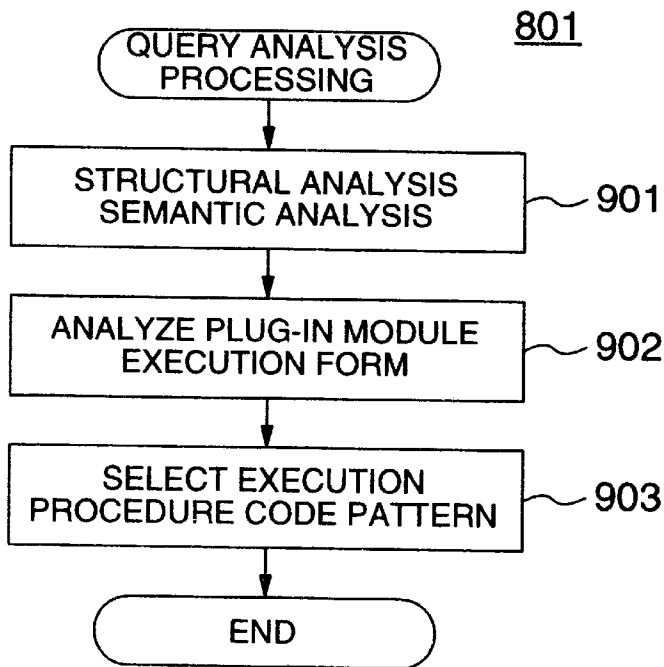 801
QUERY ANALYSIS
PROCESSING
STRUCTURAL ANALYSIS
SEMANTIC ANALYSIS
901
ANALYZE PLUG-IN MODULE
EXECUTION FORM
902
SELECT EXECUTION
PROCEDURE CODE PATTERN
903
END